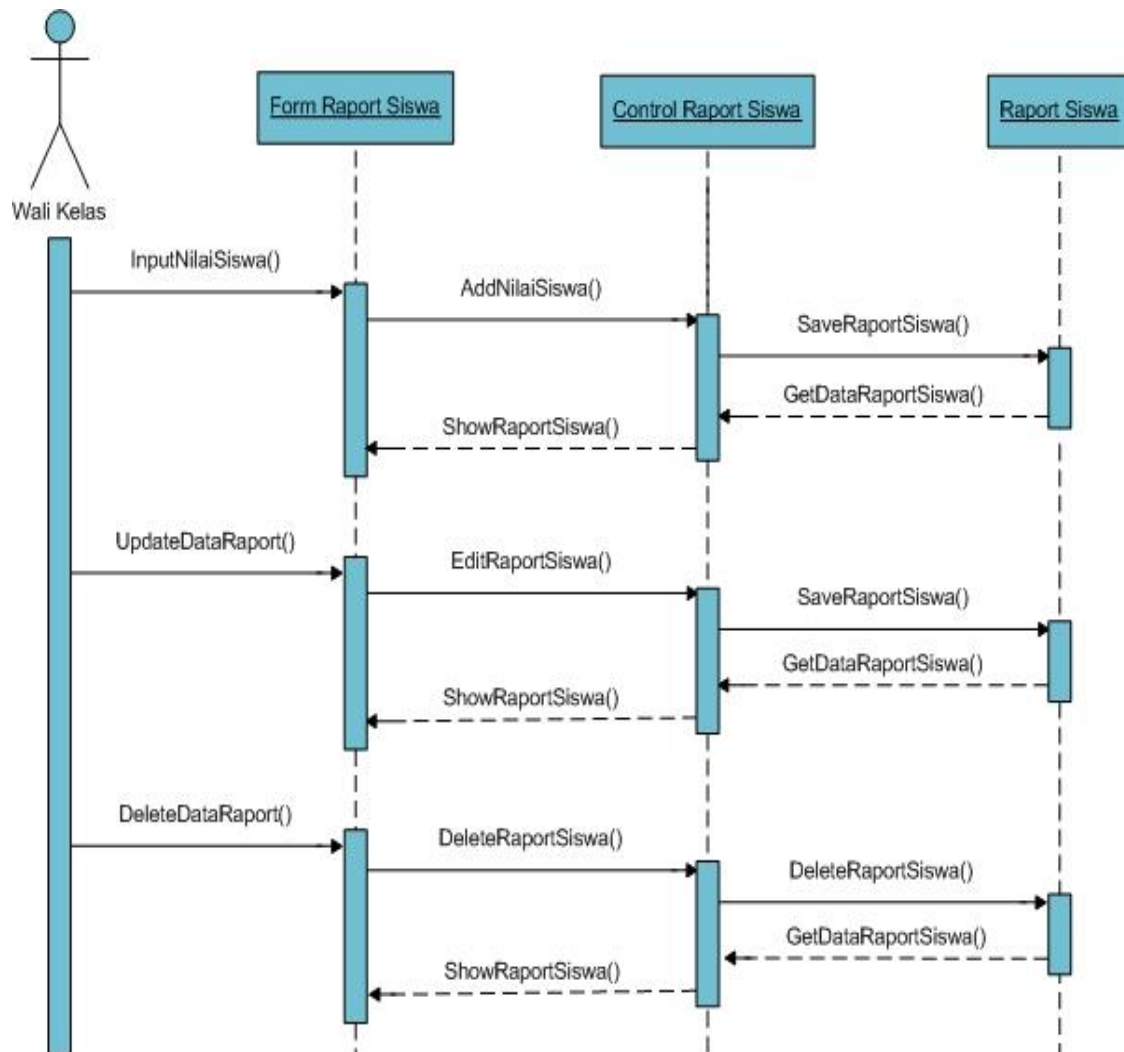 Form Raport Siswa
Control Raport Siswa
Raport Siswa
Wali Kelas
InputNilaiSiswa()
AddNilaiSiswa()
SaveRaportSiswa()
GetDataRaportSiswa()
ShowRaportSiswa()
UpdateDataRaport()
EditRaportSiswa()
SaveRaportSiswa()
GetDataRaportSiswa()
ShowRaportSiswa()
DeleteDataRaport()
DeleteRaportSiswa()
DeleteRaportSiswa()
GetDataRaportSiswa()
ShowRaportSiswa()